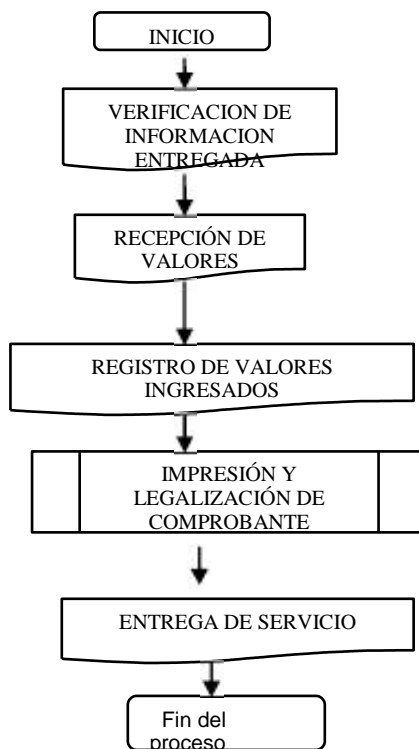 INICIO
VERIFICACION DE
INFORMACION
ENTREGADA
RECEPCIÓN DE
VALORES
REGISTRO DE VALORES
INGRESADOS
IMPRESIÓN Y
LEGALIZACIÓN DE
COMPROBANTE
ENTREGA DE SERVICIO
Fin del
proceso